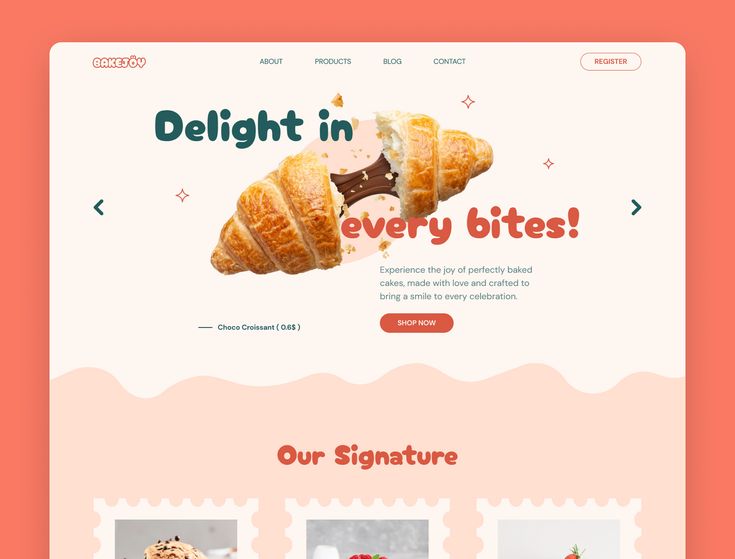 BAKEJOY
ABOUT
PRODUCTS
BLOG
CONTACT
REGISTER
Delight in
every bites!
Experience the joy of perfectly baked
cakes, made with love and crafted to
bring a smile to every celebration.
SHOP NOW
Choco Croissant ( 0.6$ )
Our Signature